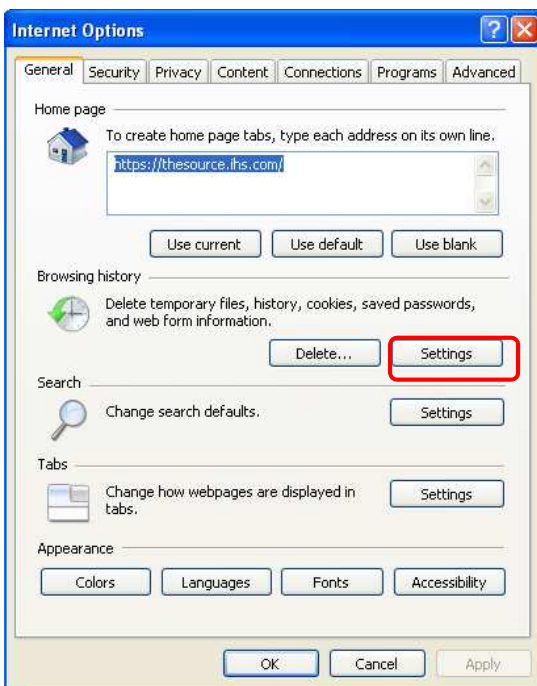 Internet Options
General Security Privacy Content Connections Programs Advanced
Home page
To create home page tabs, type each address on its own line.
https://thesource.ihs.com/
Use current Use default Use blank
Browsing history
Delete temporary files, history, cookies, saved passwords,
and web form information.
Delete... Settings
Search
Change search defaults. Settings
Tabs
Change how webpages are displayed in
tabs.
Settings
Appearance
Colors Languages Fonts Accessibility
OK Cancel Apply